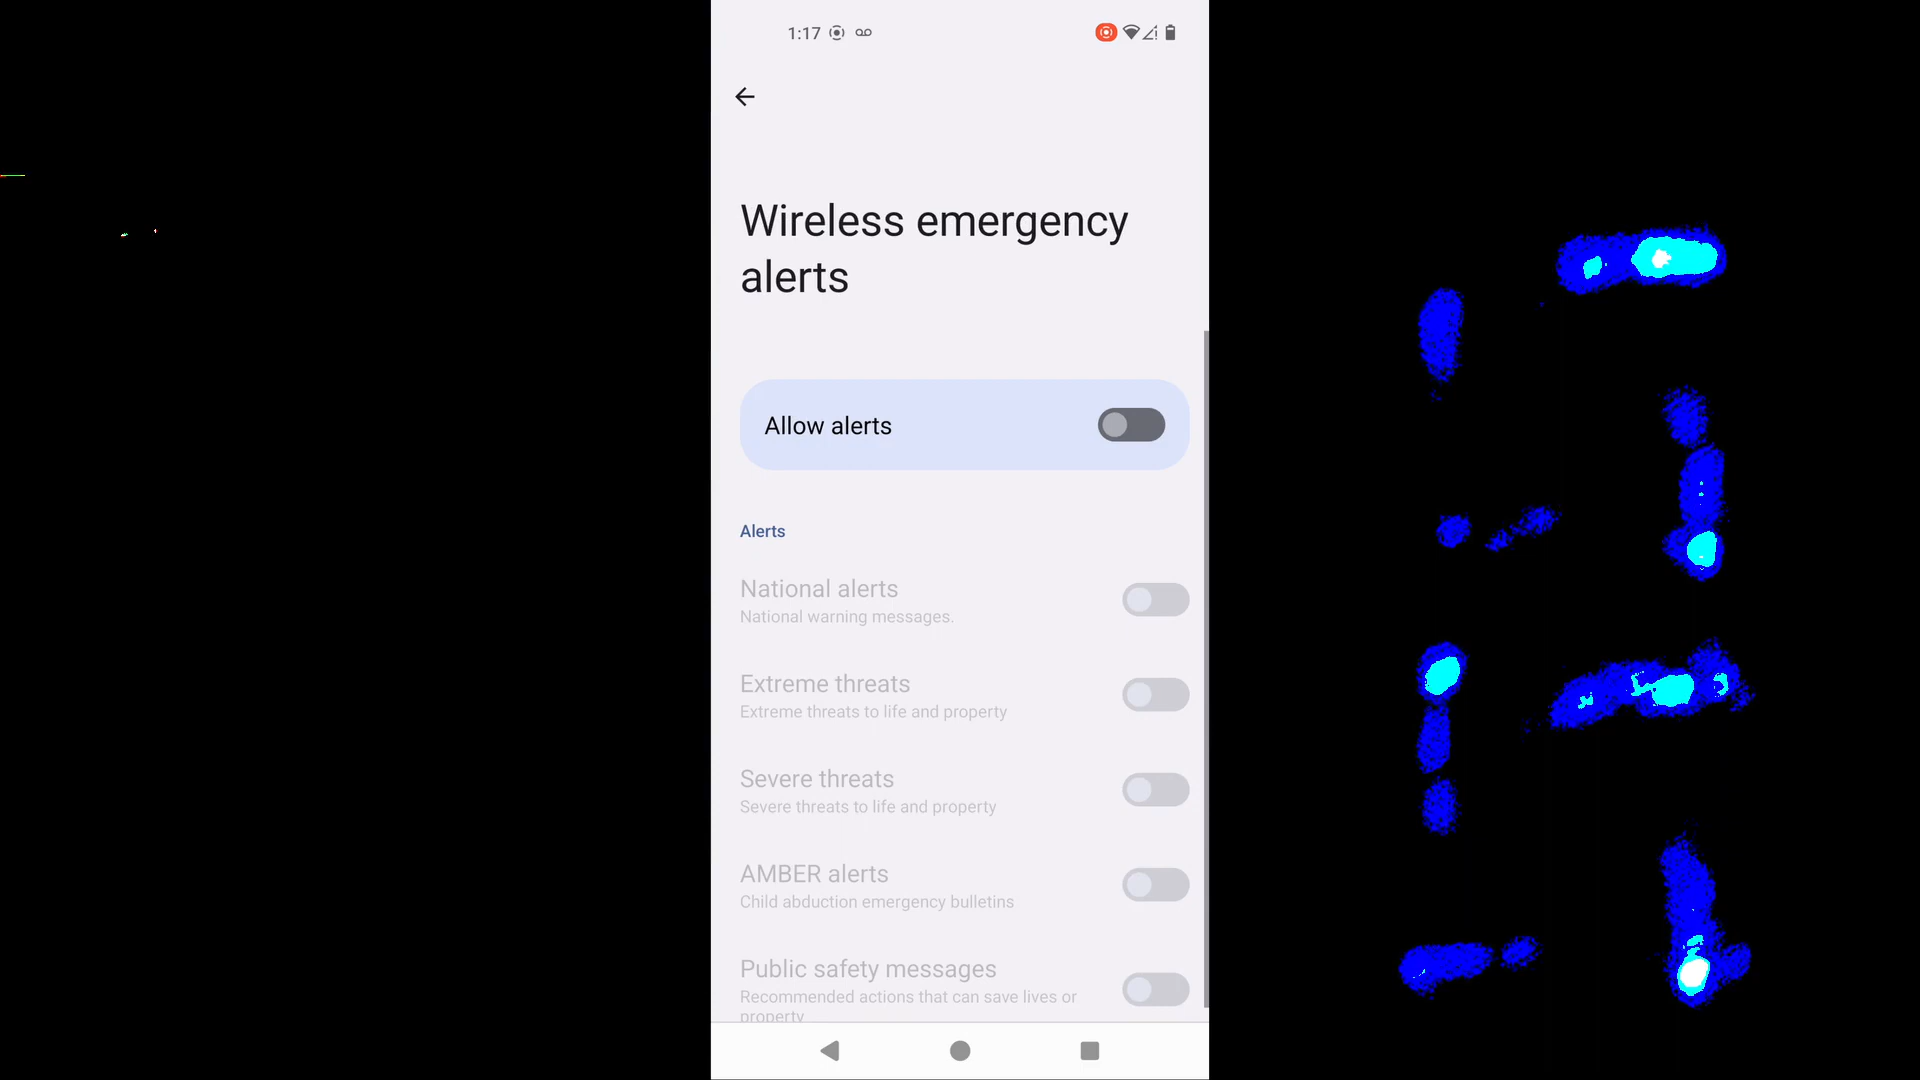 1:17
Wireless emergency
alerts
Allow alerts
Alerts
National alerts
National warning messages.
Extreme threats
Extreme threats to life and property
Severe threats
Severe threats to life and property
AMBER alerts
Child abduction emergency bulletins
Public safety messages
Recommended actions that can save lives or
property